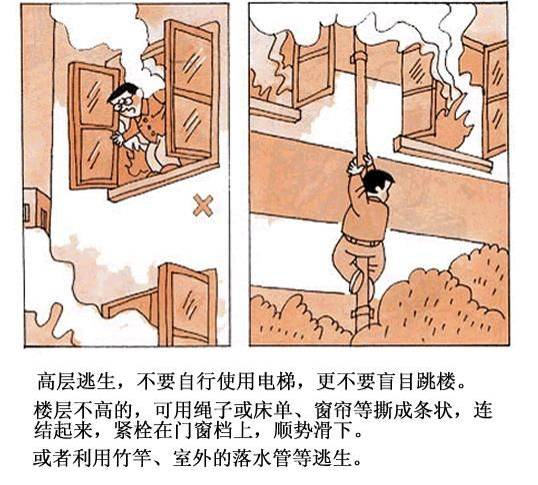 高层逃生，不要自行使用电梯，更不要盲目跳楼。
楼层不高的，可用绳子或床单、窗帘等撕成条状，连
结起来，紧栓在门窗档上，顺势滑下。
或者利用竹竿、室外的落水管等逃生。